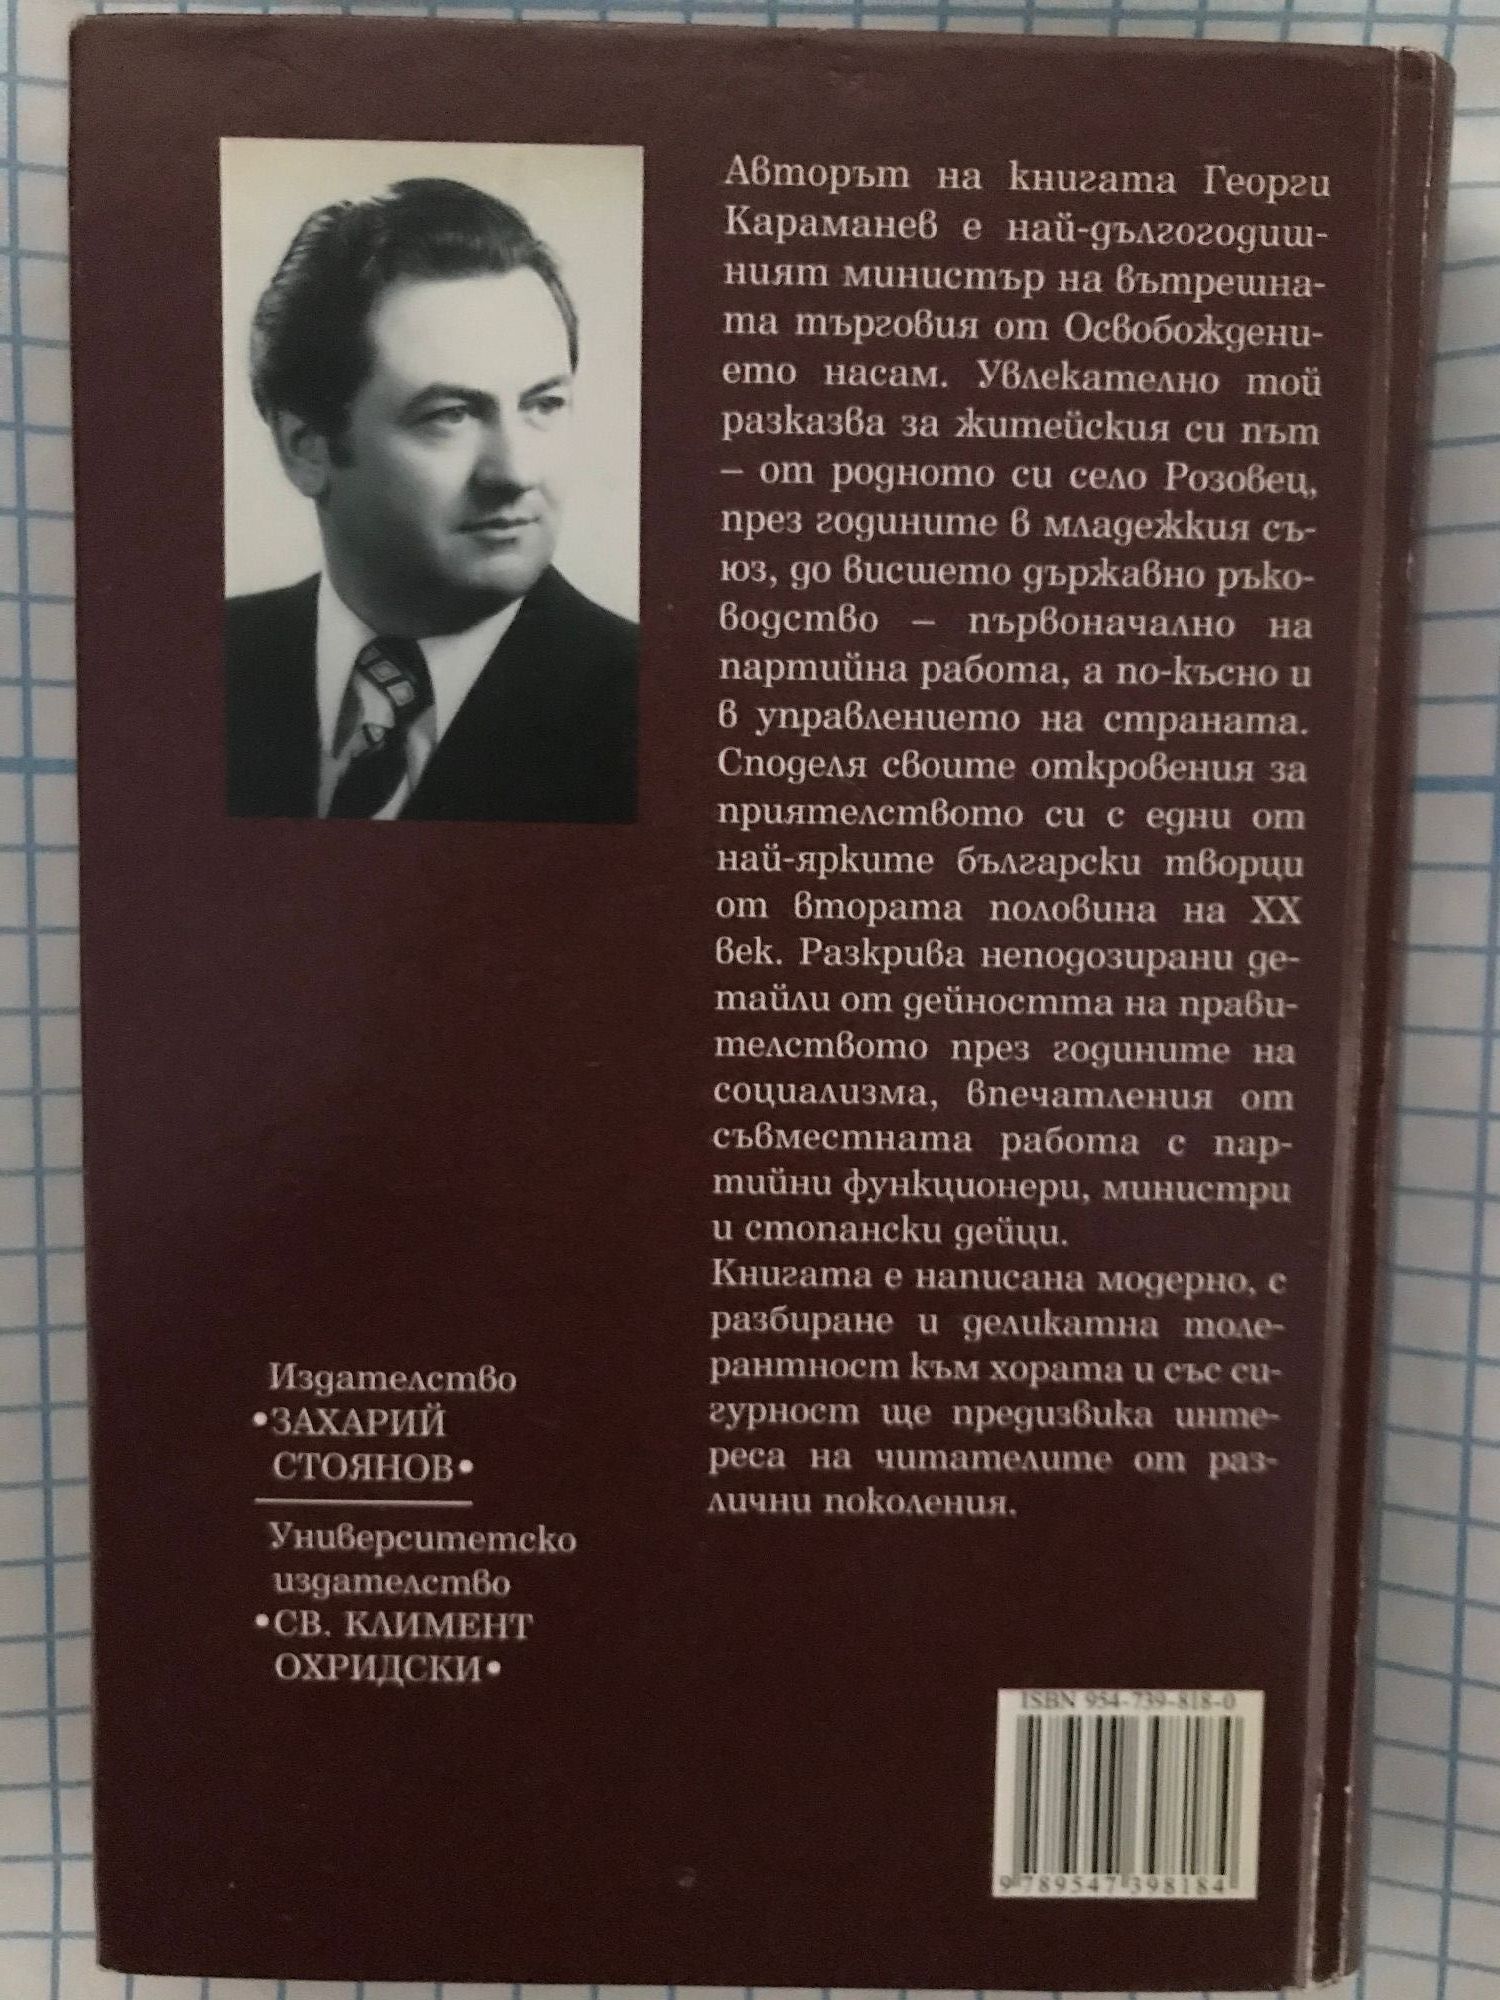 Авторът на книгата Георги
Караманев е най-дългогодиш-
ният министър на вътрешна-
та търговия от Освобождени-
ето насам. Увлекателно той
разказва за житейския си път
– от родното си село Розовец,
през годините в младежкия съ-
юз, до висшето държавно ръко-
водство – първоначално на
партийна работа, а по-късно и
в управлението на страната.
Споделя своите откровения за
приятелството си с едни от
най-ярките български творци
от втората половина на XX
век. Разкрива неподозирани де-
тайли от дейността на прави-
телството през годините на
социализма, впечатления от
съвместната работа с пар-
тийни функционери, министри
и стопански дейци.
Книгата е написана модерно, с
разбиране и деликатна толе-
рантност към хората и със си-
гурност ще предизвика инте-
реса на читателите от раз-
лични поколения.
Издателство
•ЗАХАРИЙ
СТОЯНОВ•
Университетско
издателство
•СВ. КЛИМЕНТ
ОХРИДСКИ•
ISBN 954-739-818-0
9 789547 398184